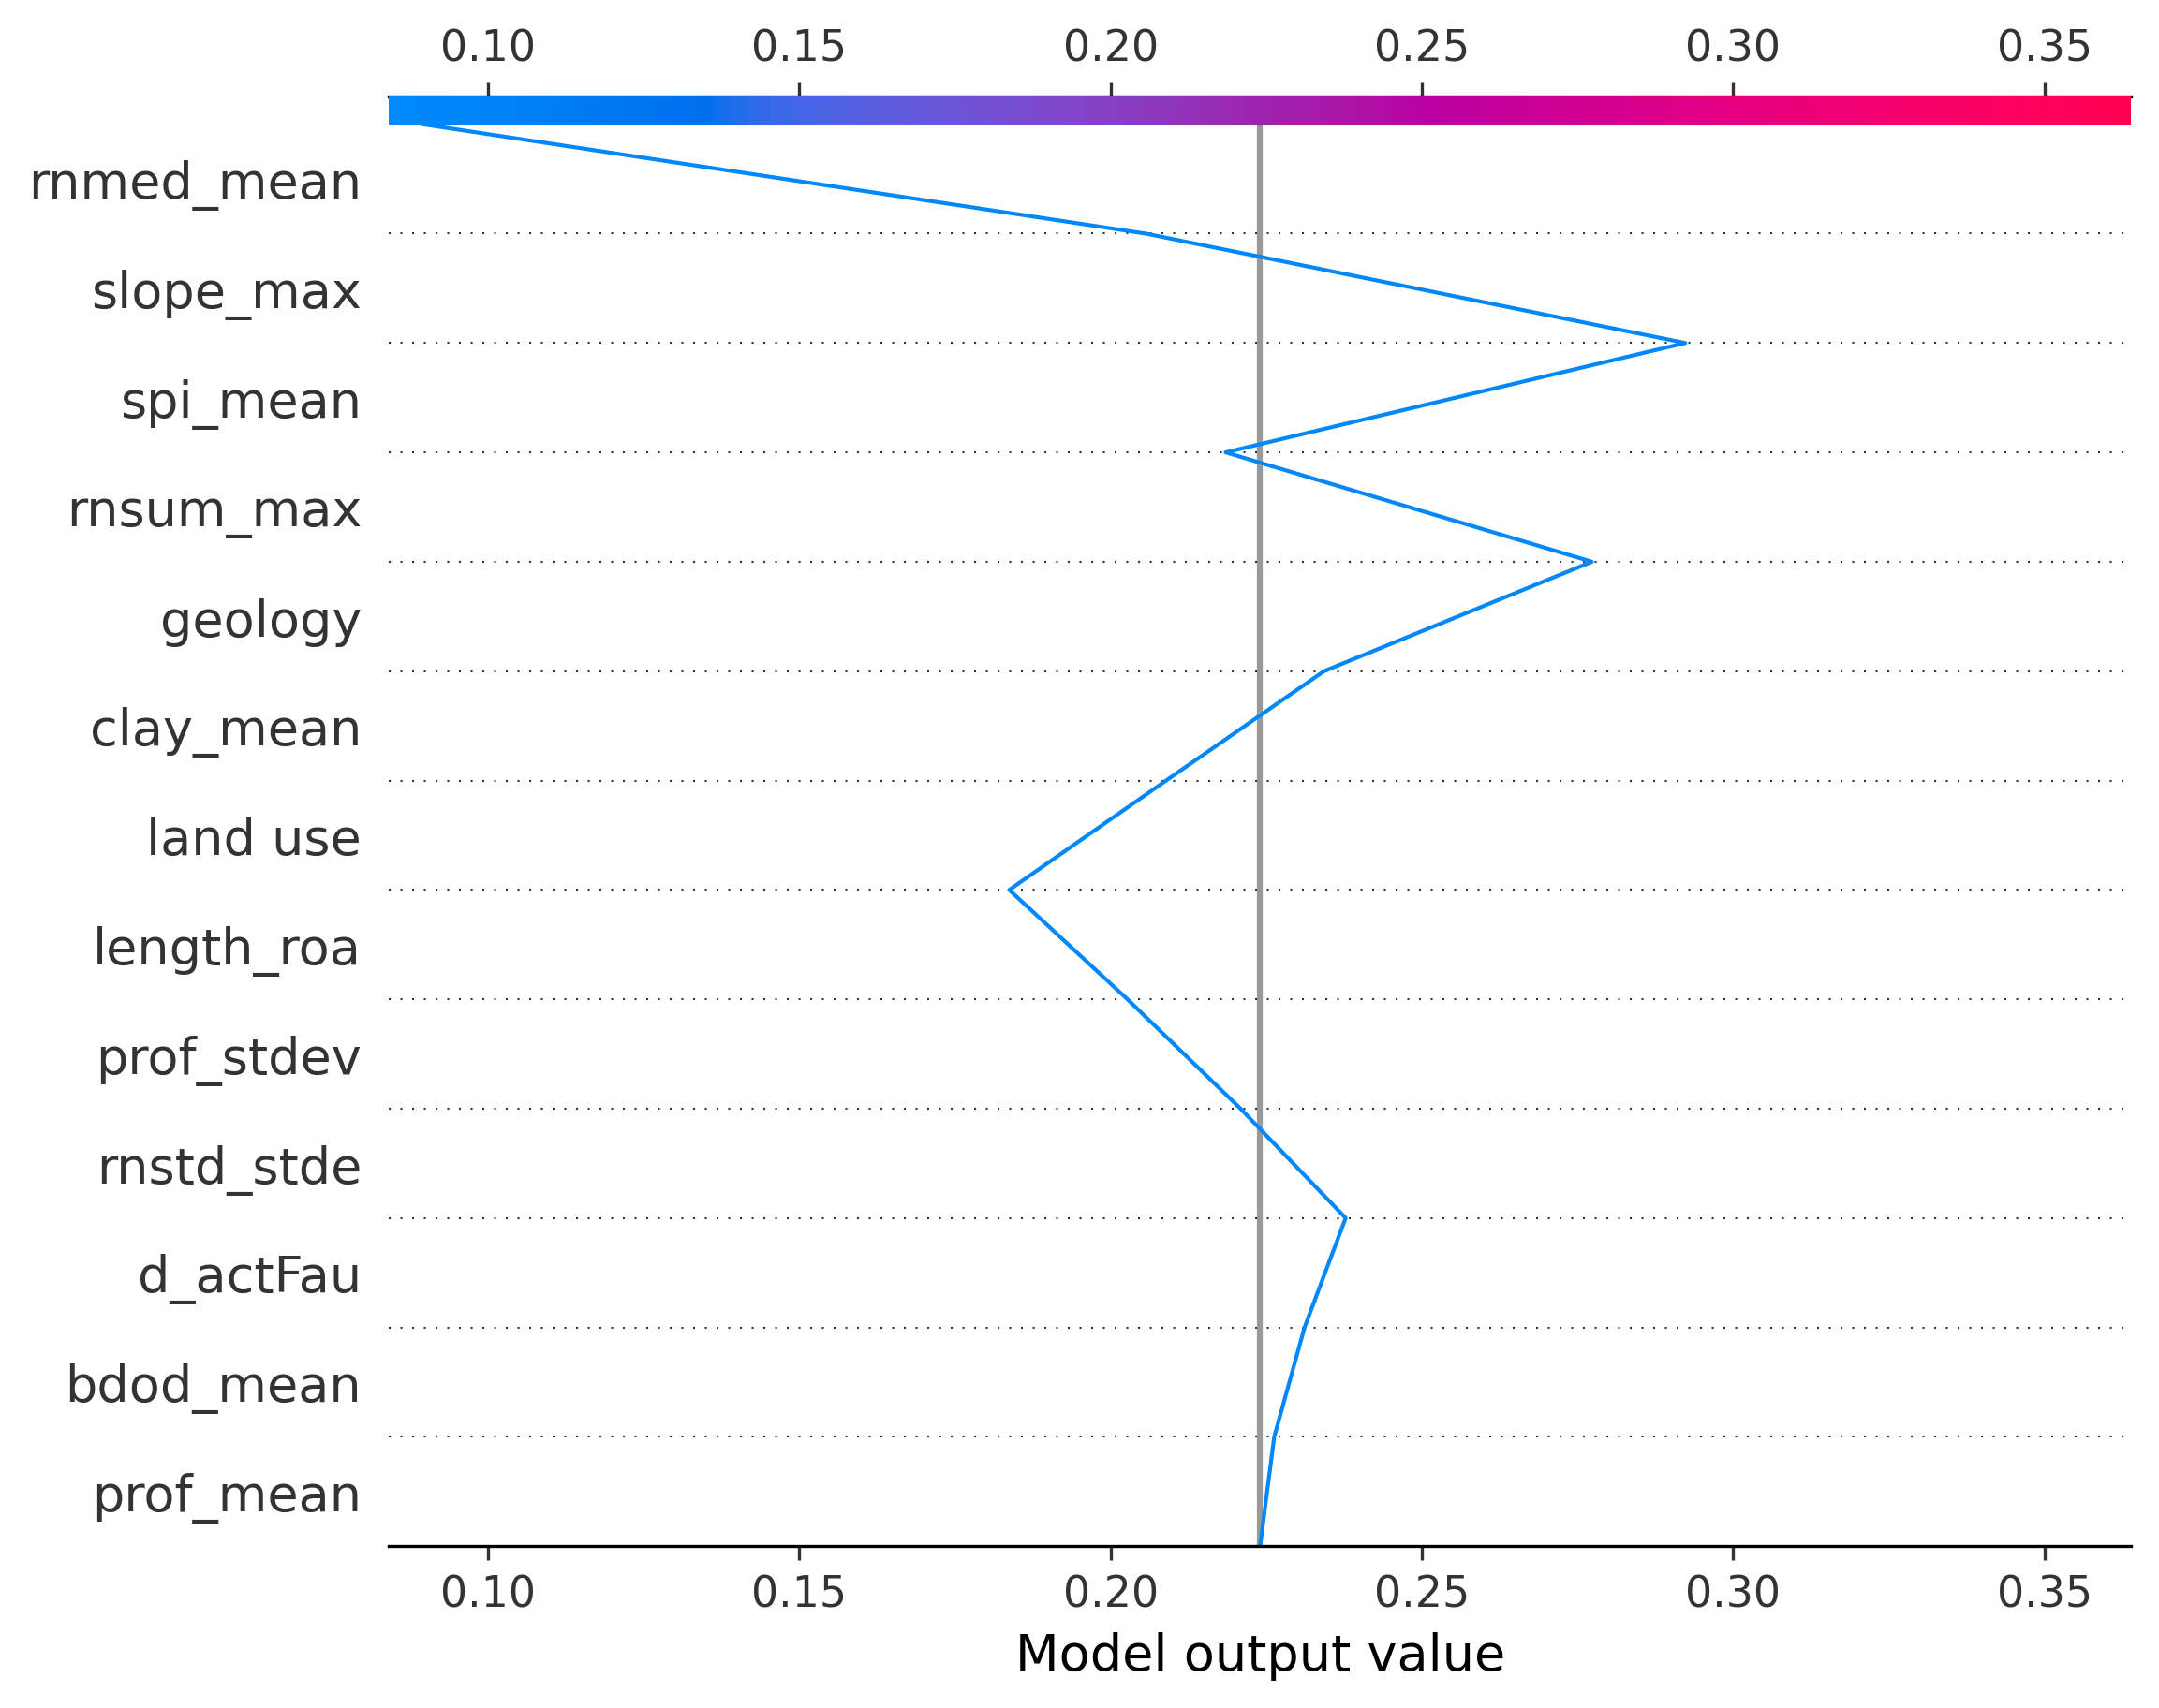 0.10 0.15 0.20 0.25 0.30 0.35
rnmed_mean
slope_max
spi_mean
rnsum_max
geology
clay_mean
land use
length_roa
prof_stdev
rnstd_stde
d_actFau
bdod_mean
prof_mean
0.10 0.15 0.20 0.25 0.30 0.35
Model output value